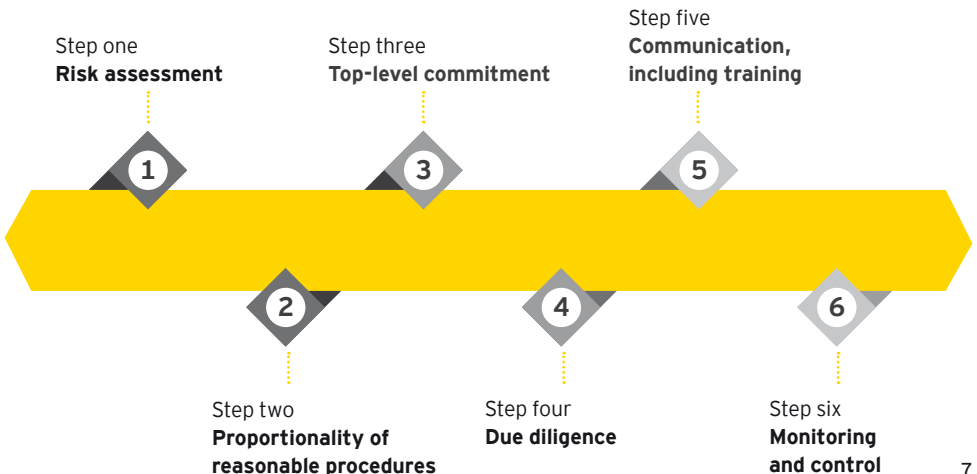 Step one
Risk assessment
Step three
Top-level commitment
Step five
Communication,
including training
1
3
5
2
4
6
Step two
Proportionality of
reasonable procedures
Step four
Due diligence
Step six
Monitoring
and control
7